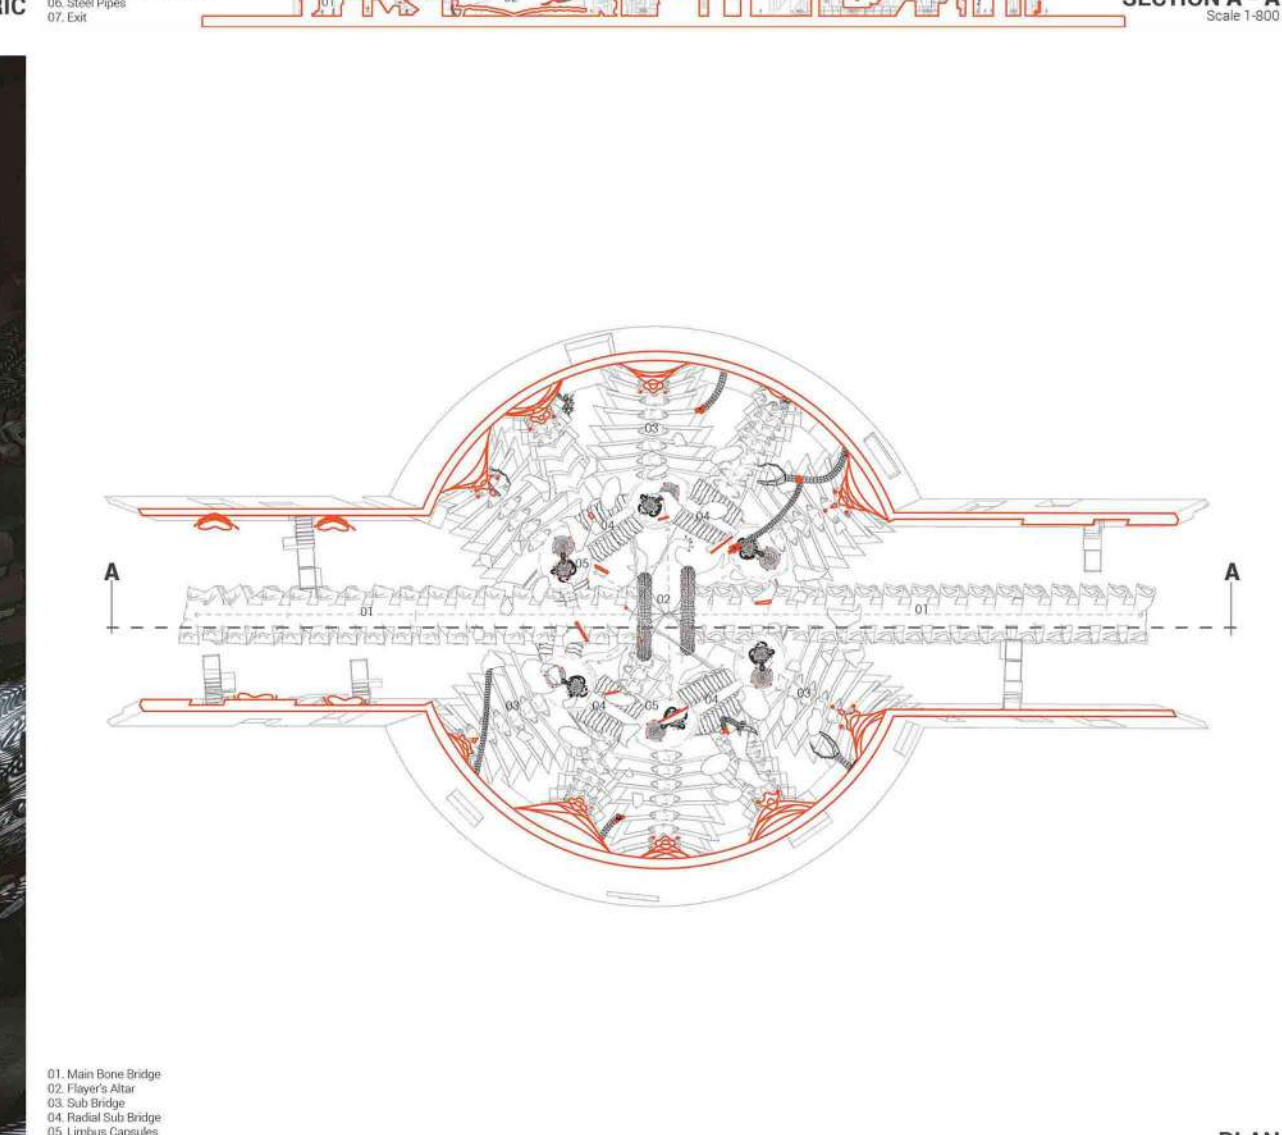 RIC
06. Steel Pipes
07. Exit
SECTION A - A
Scale 1-800
03
04
04
05
A
A
02
01
01
03
03
04
05
04
01. Main Bone Bridge
02. Flayer's Altar
03. Sub Bridge
04. Radial Sub Bridge
05. Limbus Capsules
PLAN